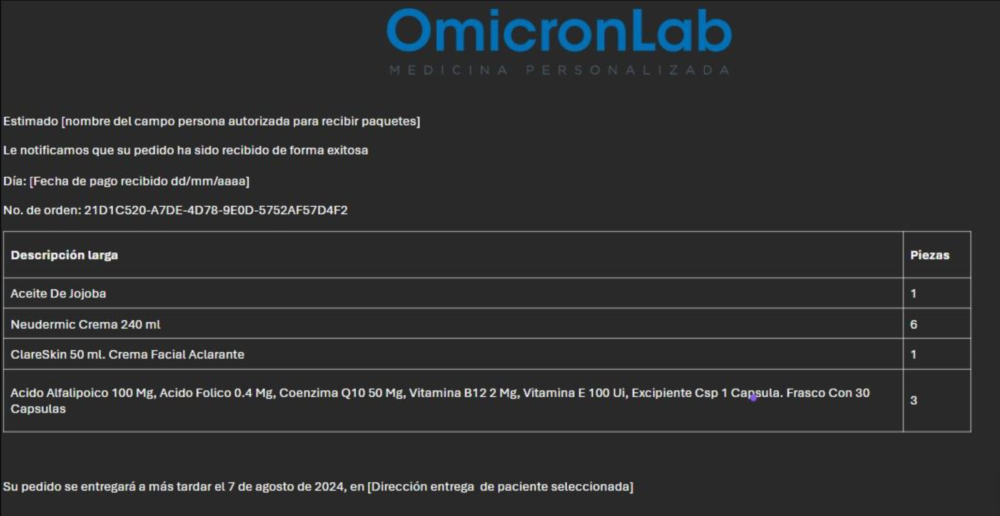 OmicronLab
MEDICINA PERSONALIZADA
Estimado [nombre del campo persona autorizada para recibir paquetes]
Le notificamos que su pedido ha sido recibido de forma exitosa
Día: [Fecha de pago recibido dd/mm/aaaa]
No. de orden: 21D1C520-A7DE-4D78-9E0D-5752AF57D4F2
Descripción larga Piezas
Aceite De Jojoba 1
Neudermic Crema 240 ml 6
ClareSkin 50 ml. Crema Facial Aclarante 1
Acido Alfalipoico 100 Mg, Acido Folico 0.4 Mg, Coenzima Q10 50 Mg, Vitamina B12 2 Mg, Vitamina E 100 Ui, Excipiente Csp 1 Capsula. Frasco Con 30
Capsulas
3
Su pedido se entregará a más tardar el 7 de agosto de 2024, en [Dirección entrega  de paciente seleccionada]